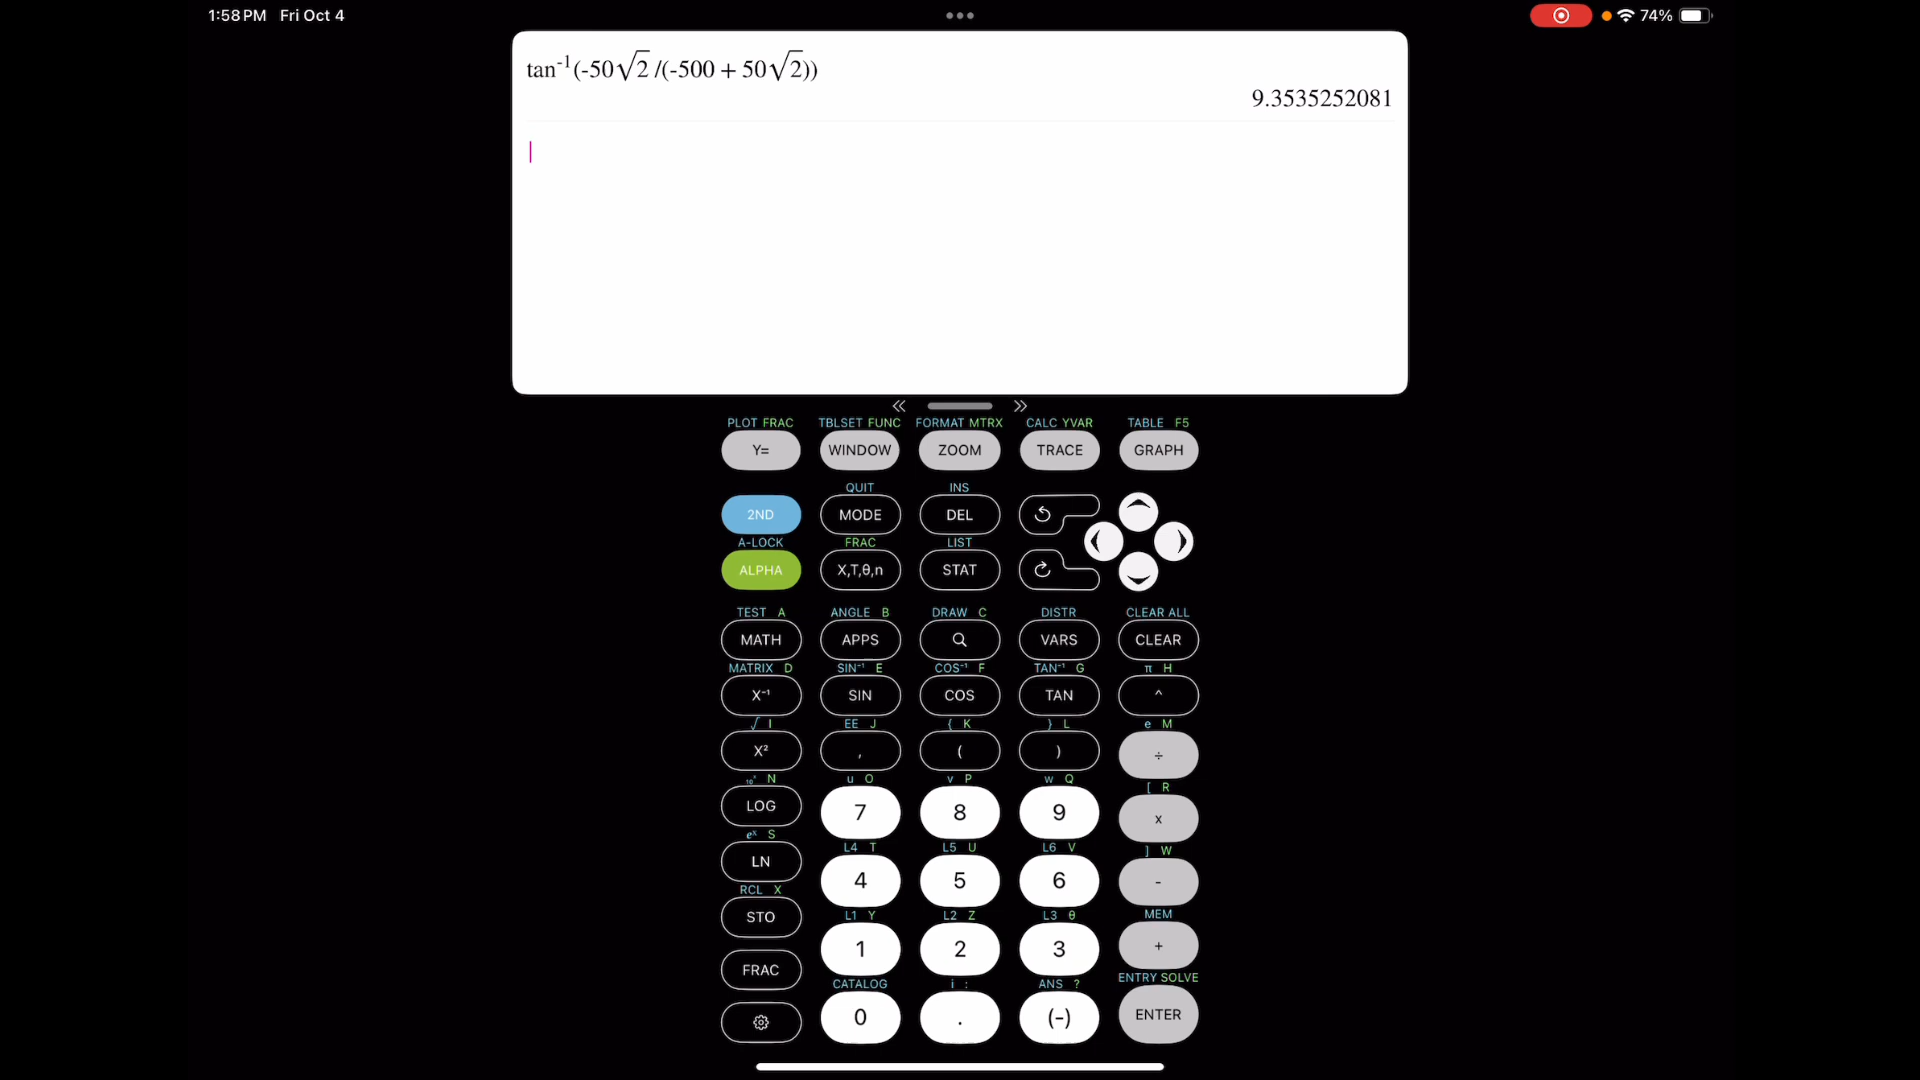 1:58 PM Fri Oct 4
74%
tan⁻¹(-50√2/(-500 + 50√2))
9.3535252081
« »
PLOT FRAC TBLSET FUNC FORMAT MTRX CALC YVAR TABLE F5
Y= WINDOW ZOOM TRACE GRAPH
QUIT INS
2ND MODE DEL
A-LOCK FRAC LIST
ALPHA X,T,θ,n STAT
TEST A ANGLE B DRAW C DISTR CLEAR ALL
MATH APPS VARS CLEAR
MATRIX D SIN⁻¹ E COS⁻¹ F TAN⁻¹ G π H
X⁻¹ SIN COS TAN ^
√ I EE J { K } L e M
X² , ( ) ÷
10ˣ N u O v P w Q [ R
LOG 7 8 9 x
eˣ S L4 T L5 U L6 V ] W
LN 4 5 6 -
RCL X L1 Y L2 Z L3 θ MEM
STO 1 2 3 +
FRAC CATALOG i : ANS ? ENTRY SOLVE
0 . (-) ENTER